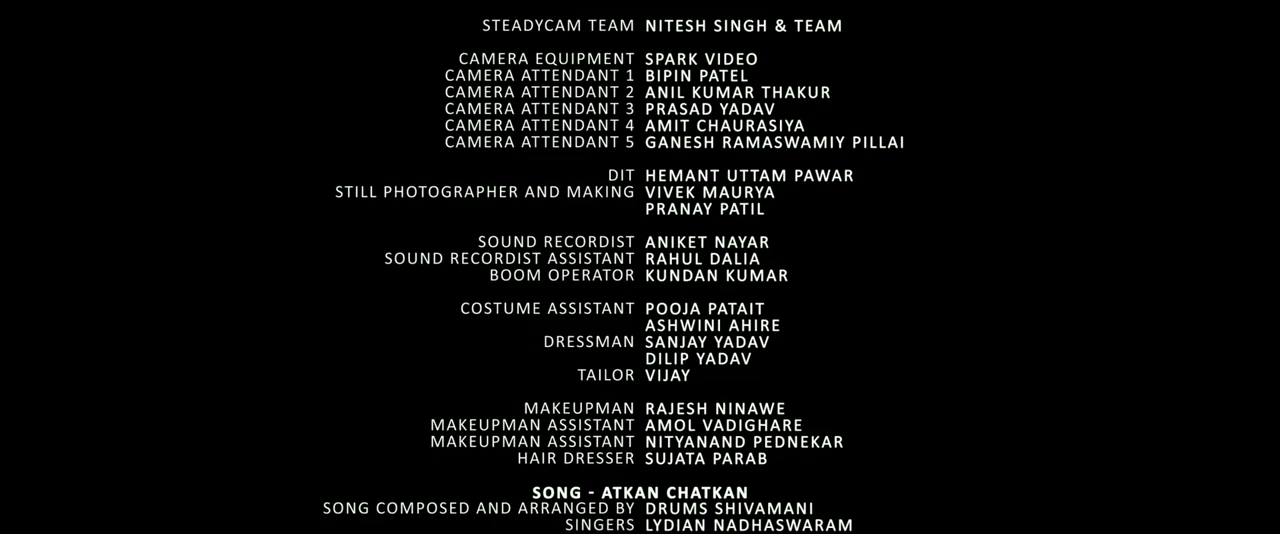 STEADYCAM TEAM NITESH SINGH & TEAM
CAMERA EQUIPMENT SPARK VIDEO
CAMERA ATTENDANT 1 BIPIN PATEL
CAMERA ATTENDANT 2 ANIL KUMAR THAKUR
CAMERA ATTENDANT 3 PRASAD YADAV
CAMERA ATTENDANT 4 AMIT CHAURASIYA
CAMERA ATTENDANT 5 GANESH RAMASWAMIY PILLAI
DIT HEMANT UTTAM PAWAR
STILL PHOTOGRAPHER AND MAKING VIVEK MAURYA
PRANAY PATIL
SOUND RECORDIST ANIKET NAYAR
SOUND RECORDIST ASSISTANT RAHUL DALIA
BOOM OPERATOR KUNDAN KUMAR
COSTUME ASSISTANT POOJA PATAIT
ASHWINI AHIRE
DRESSMAN SANJAY YADAV
DILIP YADAV
TAILOR VIJAY
MAKEUPMAN RAJESH NINAWE
MAKEUPMAN ASSISTANT AMOL VADIGHARE
MAKEUPMAN ASSISTANT NITYANAND PEDNEKAR
HAIR DRESSER SUJATA PARAB
SONG - ATKAN CHATKAN
SONG COMPOSED AND ARRANGED BY DRUMS SHIVAMANI
SINGERS LYDIAN NADHASWARAM